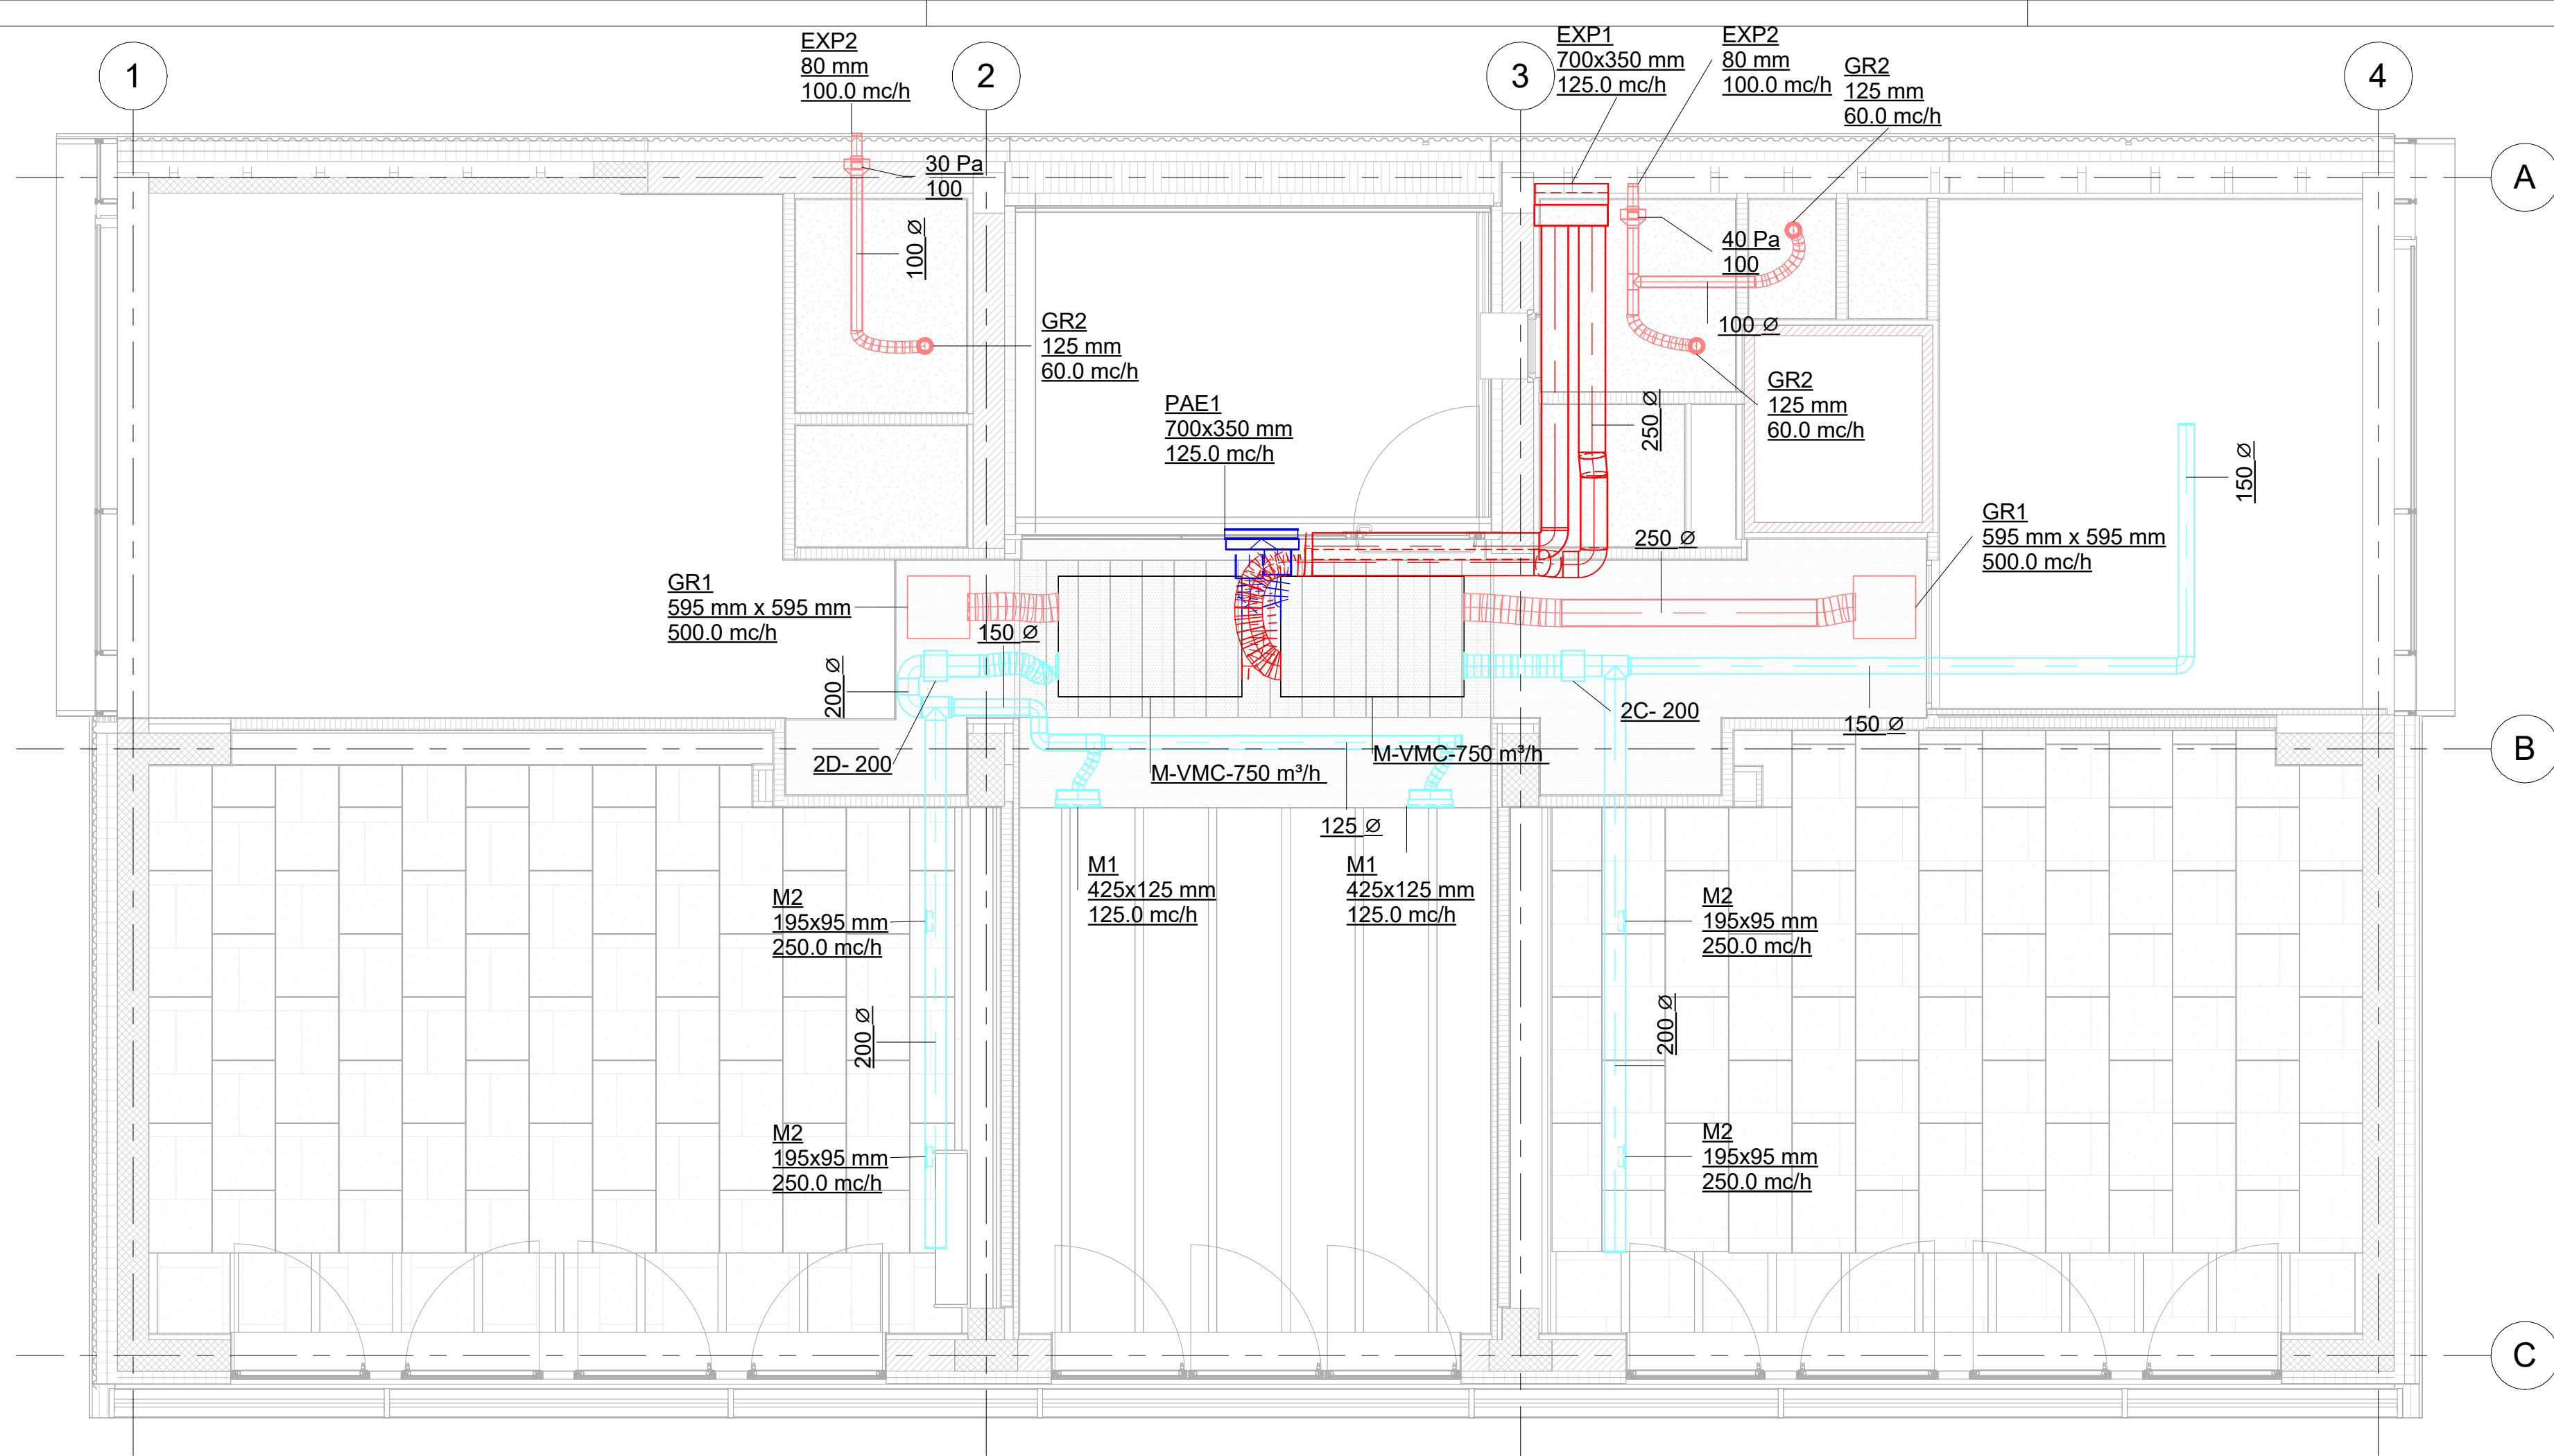 1
EXP2
80 mm
100.0 mc/h
2
3
EXP1
700x350 mm
125.0 mc/h
EXP2
80 mm
100.0 mc/h
GR2
125 mm
60.0 mc/h
4
A
30 Pa
100
100 Ø
40 Pa
100
100 Ø
GR2
125 mm
60.0 mc/h
GR2
125 mm
60.0 mc/h
PAE1
700x350 mm
125.0 mc/h
250 Ø
150 Ø
250 Ø
GR1
595 mm x 595 mm
500.0 mc/h
GR1
595 mm x 595 mm
500.0 mc/h
150 Ø
200 Ø
2C- 200
150 Ø
2D- 200
M-VMC-750 m³/h
M-VMC-750 m³/h
B
125 Ø
M1
425x125 mm
125.0 mc/h
M1
425x125 mm
125.0 mc/h
M2
195x95 mm
250.0 mc/h
M2
195x95 mm
250.0 mc/h
200 Ø
200 Ø
M2
195x95 mm
250.0 mc/h
M2
195x95 mm
250.0 mc/h
C